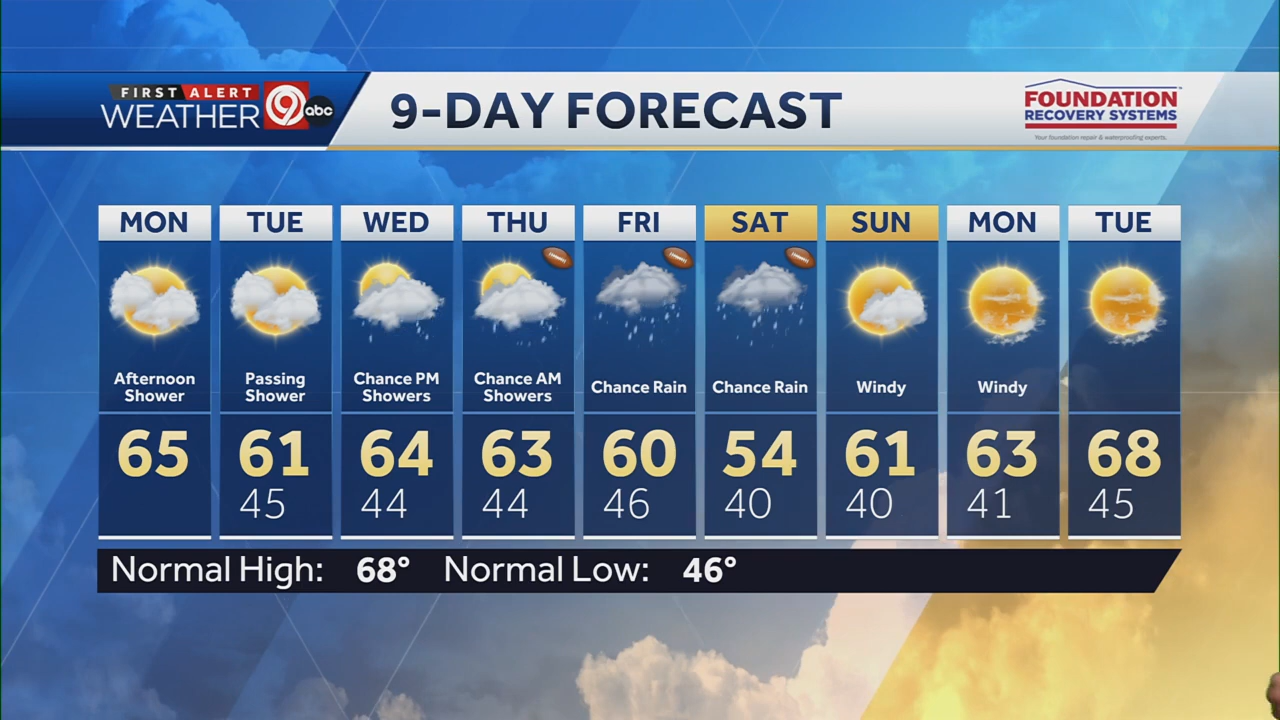 FIRST ALERT
WEATHER 9 abc
9-DAY FORECAST
FOUNDATION
RECOVERY SYSTEMS
Your foundation repair & waterproofing experts.
MON TUE WED THU FRI SAT SUN MON TUE
Afternoon Shower
Passing Shower
Chance PM Showers
Chance AM Showers
Chance Rain
Chance Rain
Windy
Windy
65 61 64 63 60 54 61 63 68
45 44 44 46 40 40 41 45
Normal High: 68° Normal Low: 46°